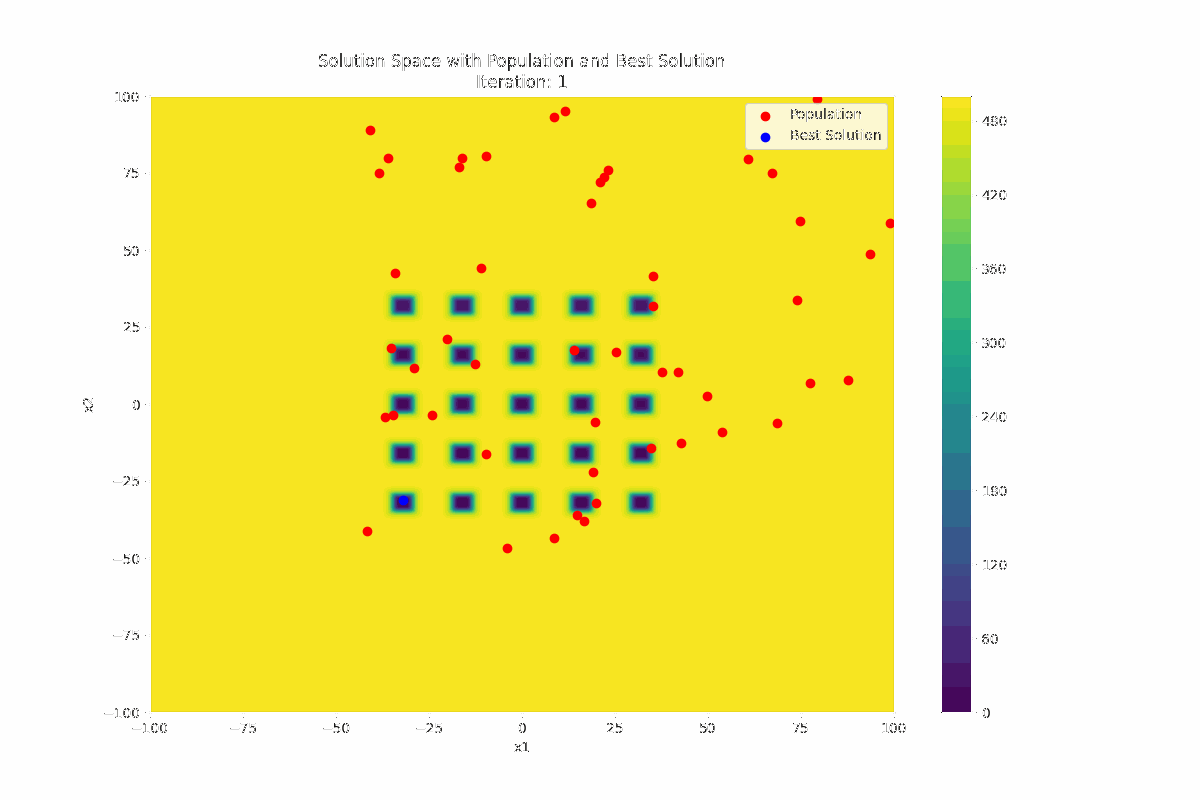 Solution Space with Population and Best Solution
Iteration: 1
Population
Best Solution
100
75
50
25
0
−25
−50
−75
−100
x2
−100 −75 −50 −25 0 25 50 75 100
x1
480
420
360
300
240
180
120
60
0